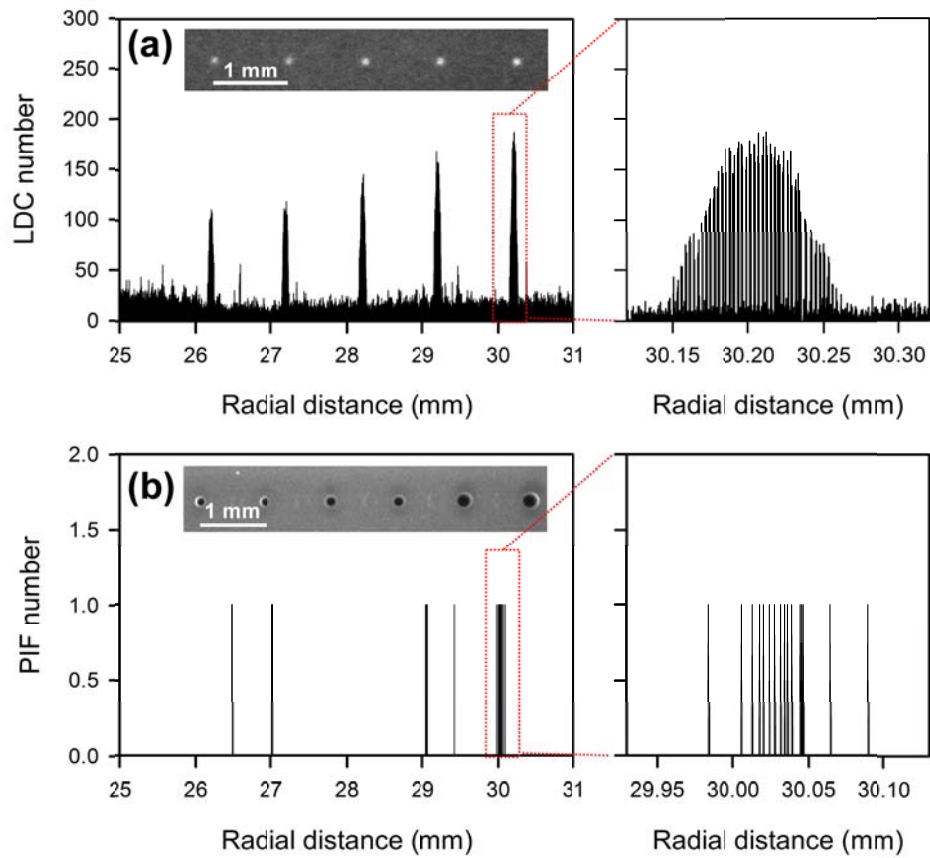 (a)
1 mm
LDC number
300
250
200
150
100
50
0
25 26 27 28 29 30 31
Radial distance (mm)
30.15 30.20 30.25 30.30
Radial distance (mm)
(b)
1 mm
PIF number
2.0
1.5
1.0
0.5
0.0
25 26 27 28 29 30 31
Radial distance (mm)
29.95 30.00 30.05 30.10
Radial distance (mm)